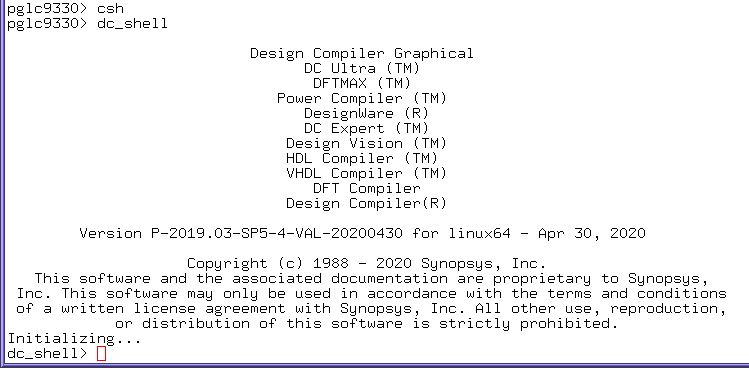 pglc9330> csh
pglc9330> dc_shell
Design Compiler Graphical
DC Ultra (TM)
DFTMAX (TM)
Power Compiler (TM)
DesignWare (R)
DC Expert (TM)
Design Vision (TM)
HDL Compiler (TM)
VHDL Compiler (TM)
DFT Compiler
Design Compiler(R)
Version P-2019.03-SP5-4-VAL-20200430 for linux64 - Apr 30, 2020
Copyright (c) 1988 - 2020 Synopsys, Inc.
This software and the associated documentation are proprietary to Synopsys,
Inc. This software may only be used in accordance with the terms and conditions
of a written license agreement with Synopsys, Inc. All other use, reproduction,
or distribution of this software is strictly prohibited.
Initializing...
dc_shell>